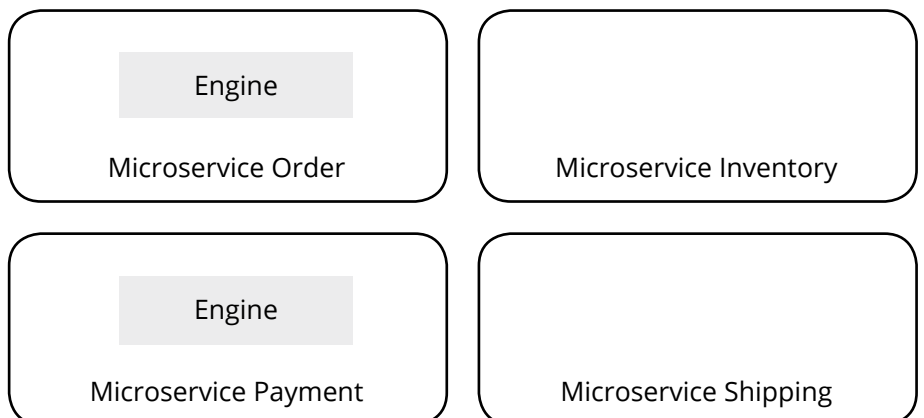 Engine
Microservice Order
Microservice Inventory
Engine
Microservice Payment
Microservice Shipping